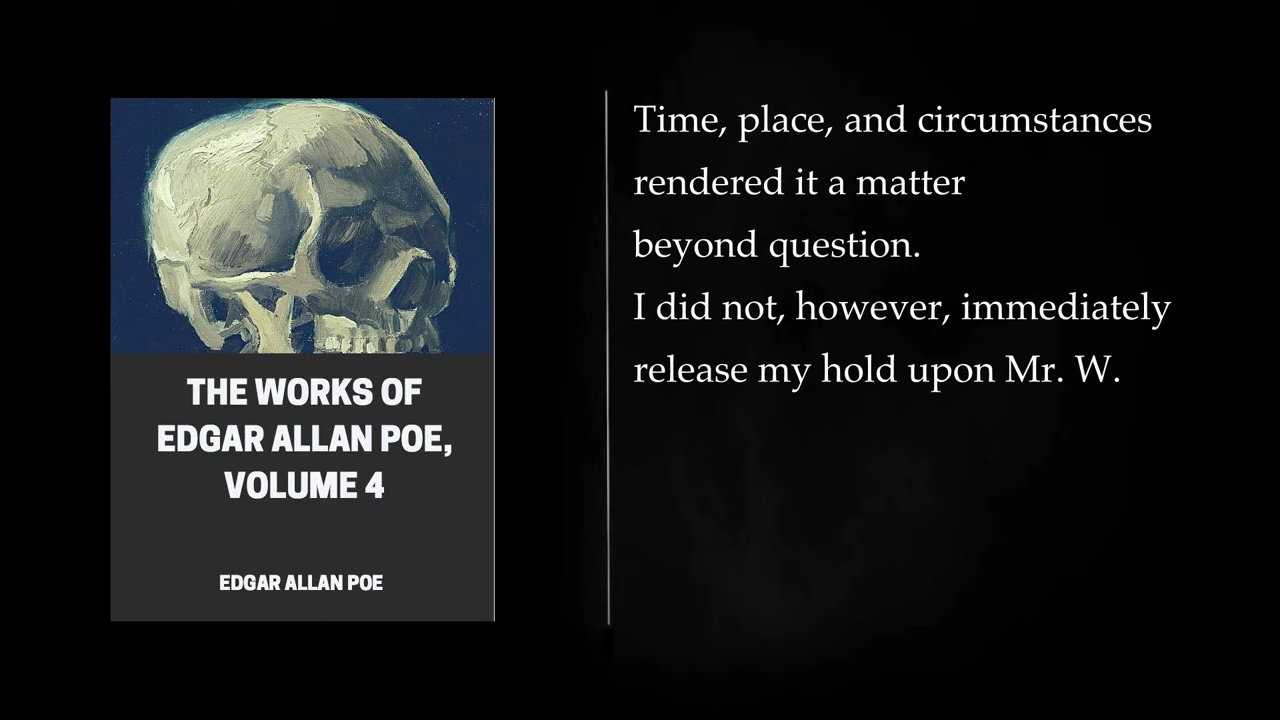 THE WORKS OF
EDGAR ALLAN POE,
VOLUME 4
EDGAR ALLAN POE
Time, place, and circumstances
rendered it a matter
beyond question.
I did not, however, immediately
release my hold upon Mr. W.